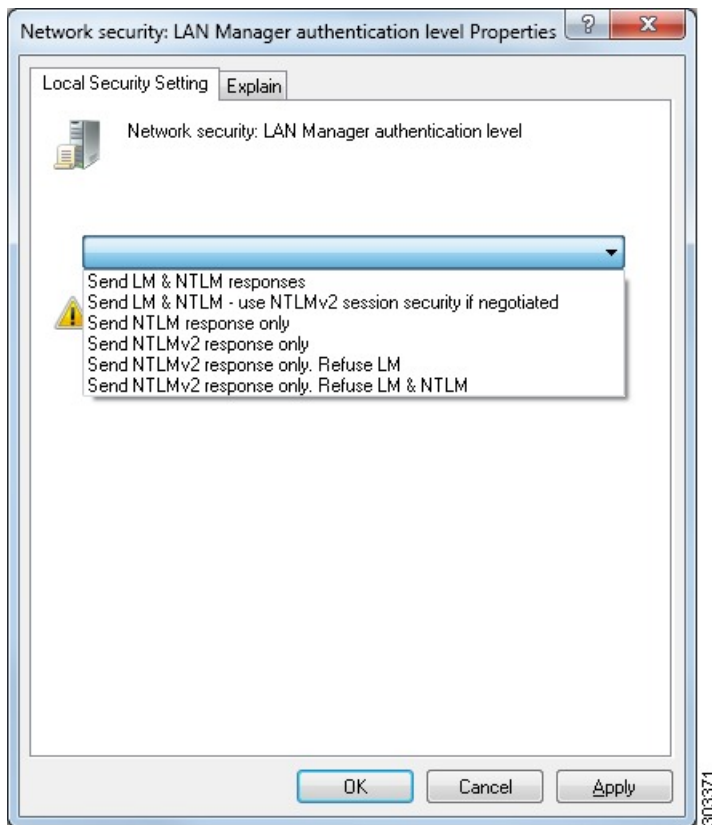 Network security: LAN Manager authentication level Properties
Local Security Setting
Explain
Network security: LAN Manager authentication level
Send LM & NTLM responses
Send LM & NTLM - use NTLMv2 session security if negotiated
Send NTLM response only
Send NTLMv2 response only
Send NTLMv2 response only. Refuse LM
Send NTLMv2 response only. Refuse LM & NTLM
OK
Cancel
Apply
303371